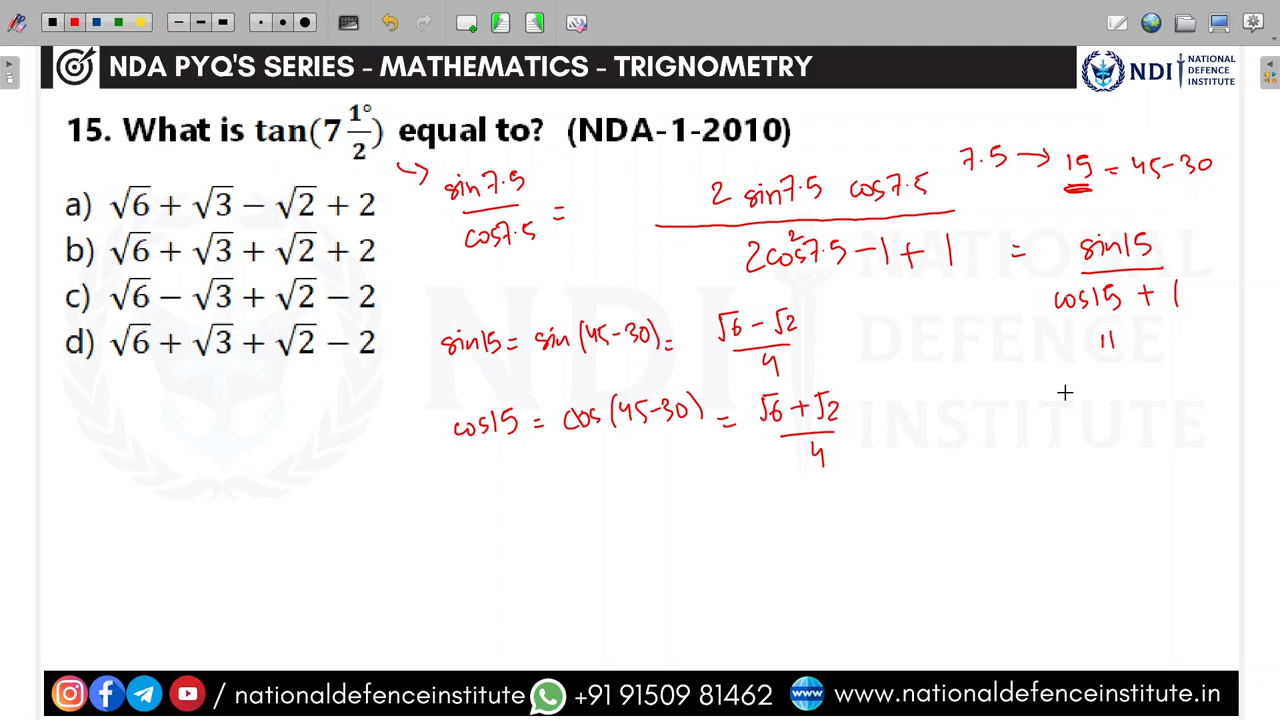 NDA PYQ'S SERIES - MATHEMATICS - TRIGNOMETRY
NDI NATIONAL DEFENCE INSTITUTE
15. What is tan(7 1°/2) equal to? (NDA-1-2010)
a) √6 + √3 − √2 + 2
b) √6 + √3 + √2 + 2
c) √6 − √3 + √2 − 2
d) √6 + √3 + √2 − 2
7.5 → 15 = 45-30
sin7.5/cos7.5 = 2 sin7.5 cos7.5/2cos²7.5 − 1 + 1 = sin15/cos15 + 1
=
sin15 = sin (45-30) = √6 − √2/4
cos15 = cos (45-30) = √6 + √2/4
NDI NATIONAL DEFENCE INSTITUTE
/ nationaldefenceinstitute +91 91509 81462 www.nationaldefenceinstitute.in